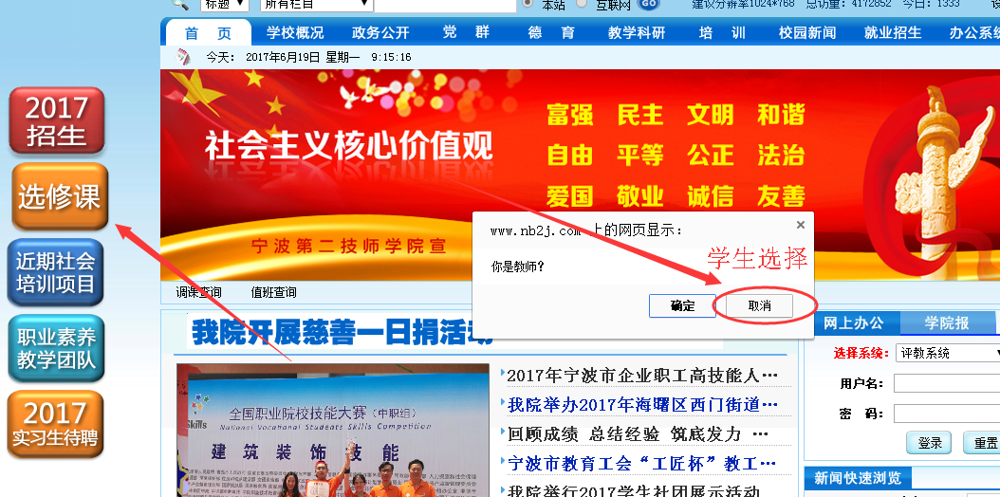 标题 所有栏目 本站 互联网 GO 建议分辨率1024*768 总访量: 4172852 今日: 1333
首 页 学校概况 政务公开 党 群 德 育 教学科研 培 训 校园新闻 就业招生 办公系统
今天: 2017年6月19日 星期一 9:15:16
2017
招生
选修课
近期社会
培训项目
职业素养
教学团队
2017
实习生待聘
社会主义核心价值观
富强 民主 文明 和谐
自由 平等 公正 法治
爱国 敬业 诚信 友善
宁波第二技师学院宣
www.nb2j.com 上的网页显示:
你是教师?
确定 取消
学生选择
调课查询 值班查询
我院开展慈善一日捐活动
全国职业院校技能大赛(中职组)
National Vocational Students Skills Competition
Skills
建筑装饰技能
2017年宁波市企业职工高技能人…
我院举办2017年海曙区西门街道…
回顾成绩 总结经验 筑底发力 …
宁波市教育工会“工匠杯”教工…
我院举行2017学生社团展示活动
网上办公 学院报
选择系统: 评教系统
用户名:
密 码:
登录 重置
新闻快速浏览